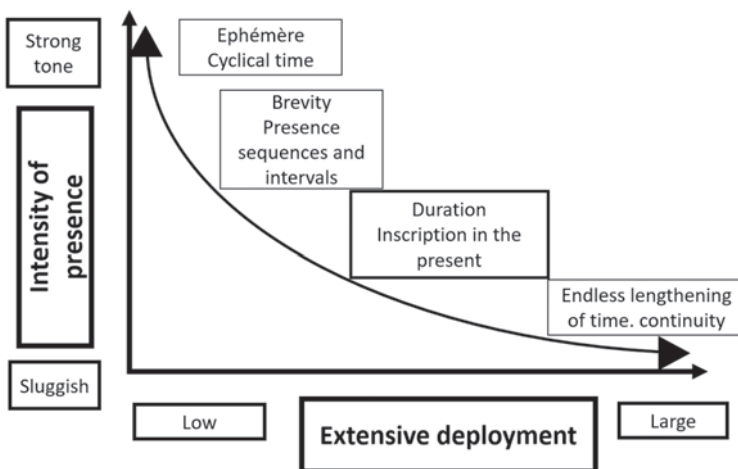 Strong
tone
Ephémère
Cyclical time
Brevity
Presence
sequences and
intervals
Intensity of
presence
Duration
Inscription in the
present
Endless lengthening
of time. continuity
Sluggish
Low
Extensive deployment
Large